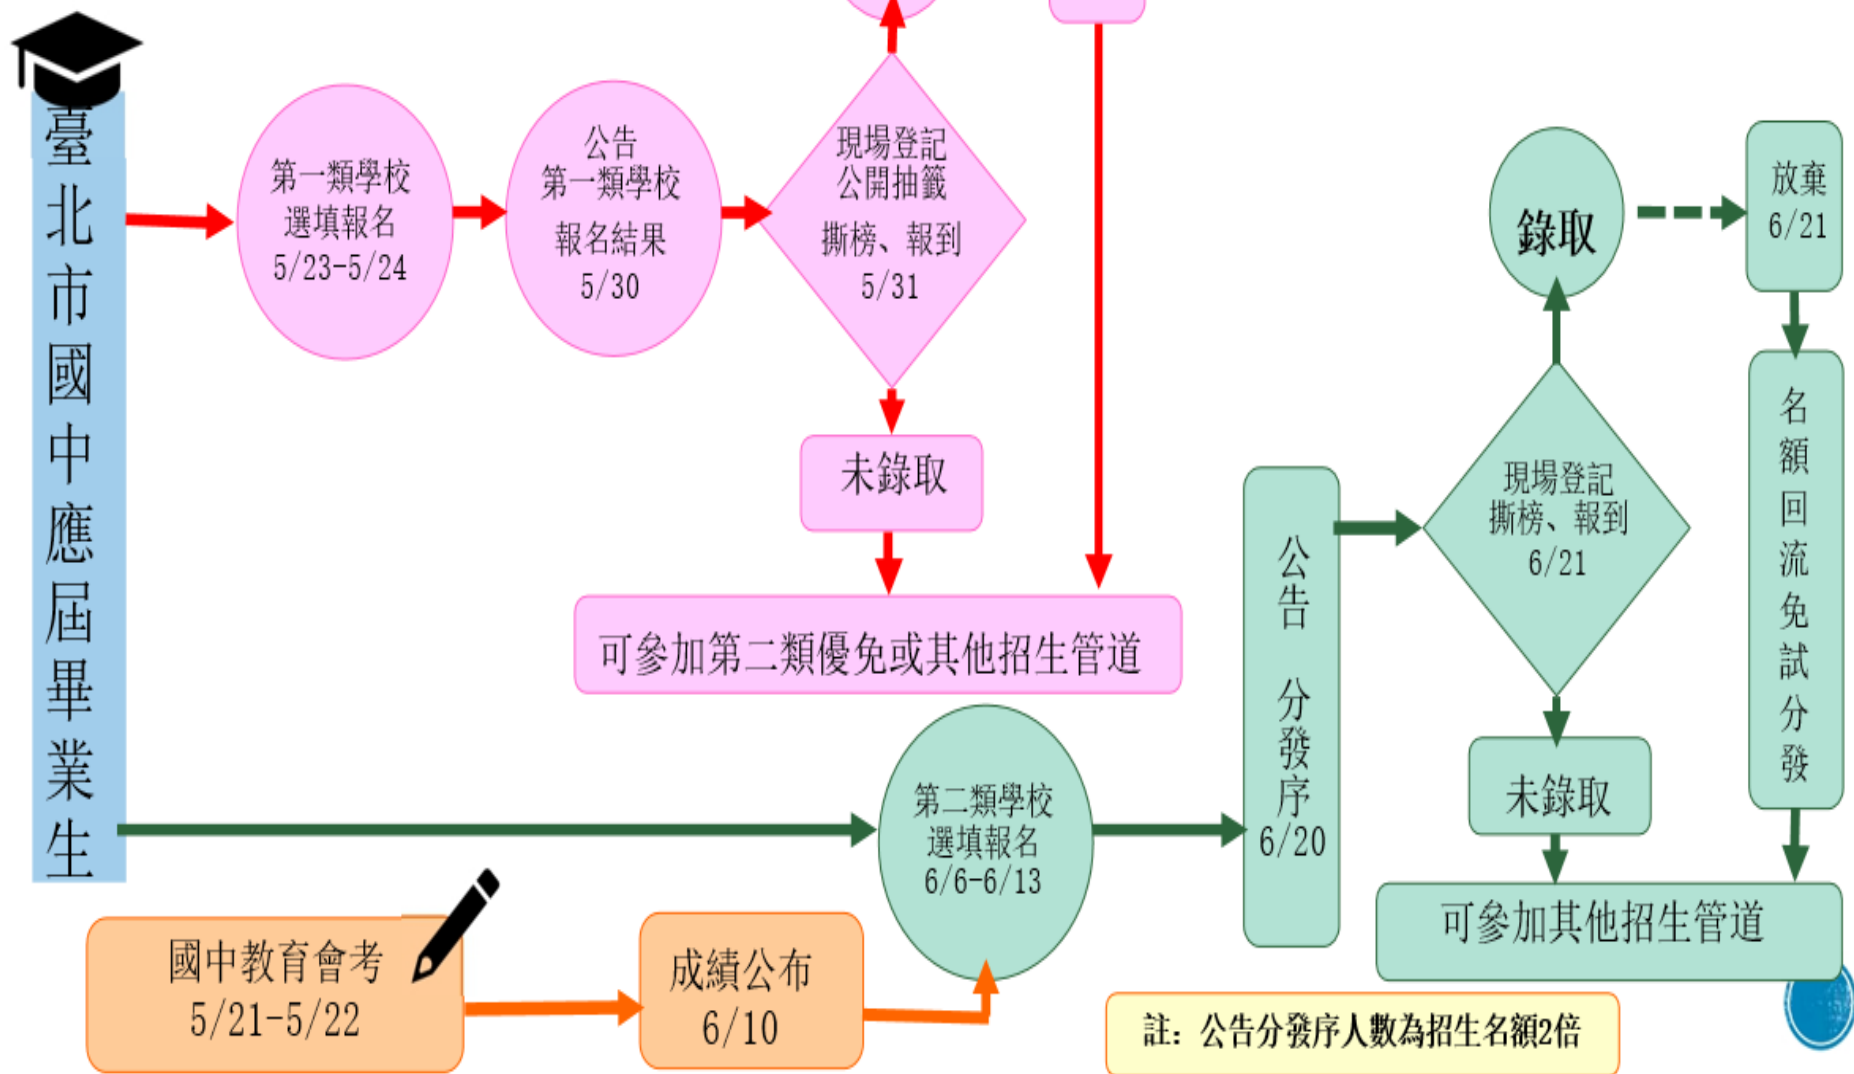 臺北市國中應屆畢業生
第一類學校
選填報名
5/23-5/24
公告
第一類學校
報名結果
5/30
現場登記
公開抽籤
撕榜、報到
5/31
未錄取
可參加第二類優免或其他招生管道
第二類學校
選填報名
6/6-6/13
國中教育會考
5/21-5/22
成績公布
6/10
公告 分發序
6/20
現場登記
撕榜、報到
6/21
錄取
放棄
6/21
名額回流免試分發
未錄取
可參加其他招生管道
註：公告分發序人數為招生名額2倍